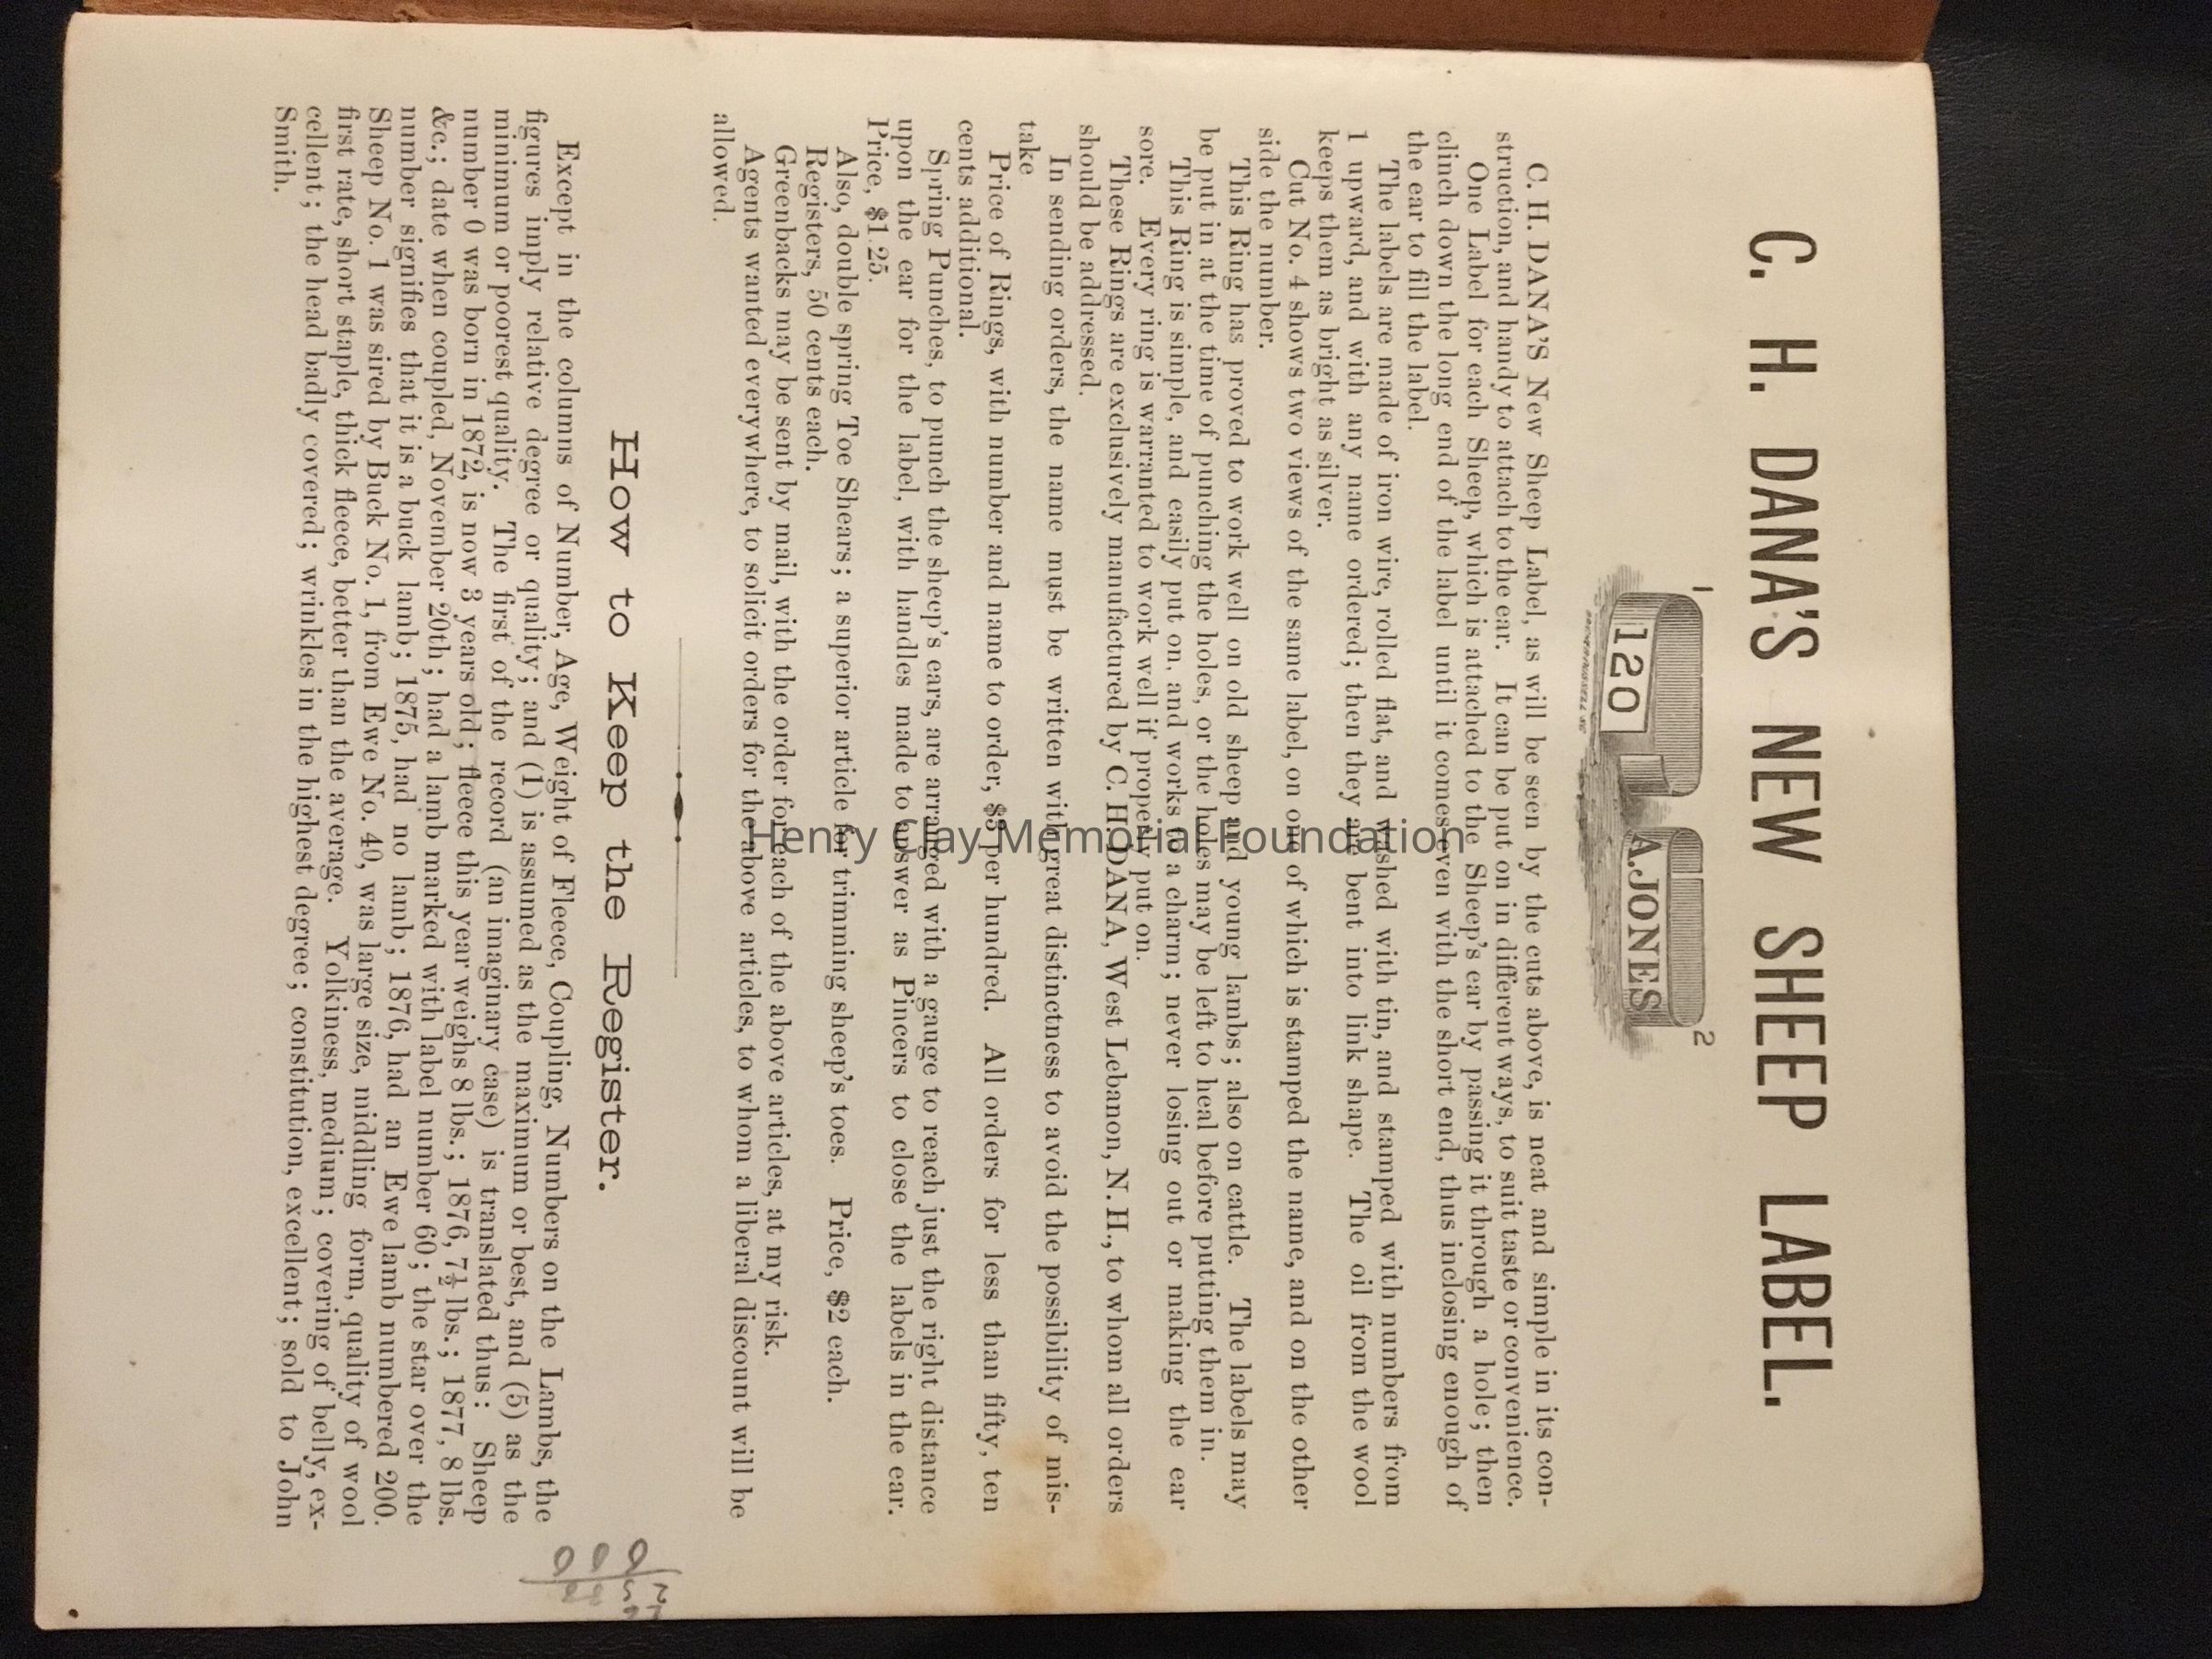 C. H. DANA'S NEW SHEEP LABEL.
1
120
A. JONES
2
C. H. DANA'S New Sheep Label, as will be seen by the cuts above, is neat and simple in its con-
struction, and handy to attach to the ear. It can be put on in different ways, to suit taste or convenience.
One Label for each Sheep, which is attached to the Sheep's ear by passing it through a hole; then
clinch down the long end of the label until it comes even with the short end, thus inclosing enough of
the ear to fill the label.
The labels are made of iron wire, rolled flat, and washed with tin, and stamped with numbers from
1 upward, and with any name ordered; then they are bent into link shape. The oil from the wool
keeps them as bright as silver.
Cut No. 4 shows two views of the same label, on one of which is stamped the name, and on the other
side the number.
This Ring has proved to work well on old sheep and young lambs; also on cattle. The labels may
be put in at the time of punching the holes, or the holes may be left to heal before putting them in.
This Ring is simple, and easily put on, and works to a charm; never losing out or making the ear
sore. Every ring is warranted to work well if properly put on.
These Rings are exclusively manufactured by C. H. DANA, West Lebanon, N. H., to whom all orders
should be addressed.
In sending orders, the name must be written with great distinctness to avoid the possibility of mis-
take
Price of Rings, with number and name to order, $5 per hundred. All orders for less than fifty, ten
cents additional.
Spring Punches, to punch the sheep's ears, are arranged with a gauge to reach just the right distance
upon the ear for the label, with handles made to answer as Pincers to close the labels in the ear.
Price, $1.25.
Also, double spring Toe Shears; a superior article for trimming sheep's toes. Price, $2 each.
Registers, 50 cents each.
Greenbacks may be sent by mail, with the order for each of the above articles, at my risk.
Agents wanted everywhere, to solicit orders for the above articles, to whom a liberal discount will be
allowed.
How to Keep the Register.
Except in the columns of Number, Age, Weight of Fleece, Coupling, Numbers on the Lambs, the
figures imply relative degree or quality; and (1) is assumed as the maximum or best, and (5) as the
minimum or poorest quality. The first of the record (an imaginary case) is translated thus: Sheep
number 0 was born in 1872, is now 3 years old; fleece this year weighs 8 lbs.; 1876, 7½ lbs.; 1877, 8 lbs.
&c.; date when coupled, November 20th; had a lamb marked with label number 60; the star over the
number signifies that it is a buck lamb; 1875, had no lamb; 1876, had an Ewe lamb numbered 200.
Sheep No. 1 was sired by Buck No. 1, from Ewe No. 40, was large size, middling form, quality of wool
first rate, short staple, thick fleece, better than the average. Yolkiness, medium; covering of belly, ex-
cellent; the head badly covered; wrinkles in the highest degree; constitution, excellent; sold to John
Smith.
Henry Clay Memorial Foundation